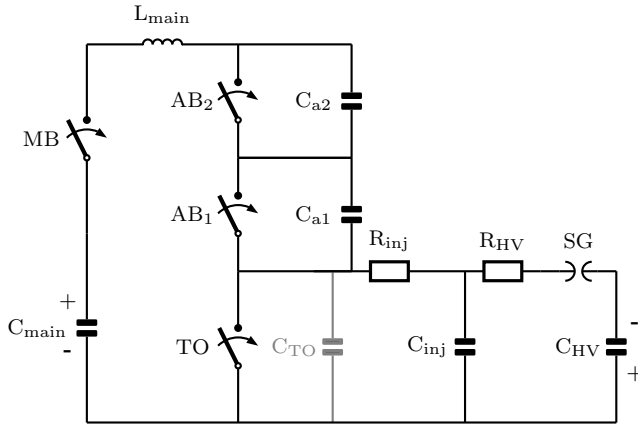 L_main
AB_2
C_a2
MB
AB_1
C_a1
R_inj
R_HV
SG
+
C_main
-
TO
C_TO
C_inj
C_HV
-
+